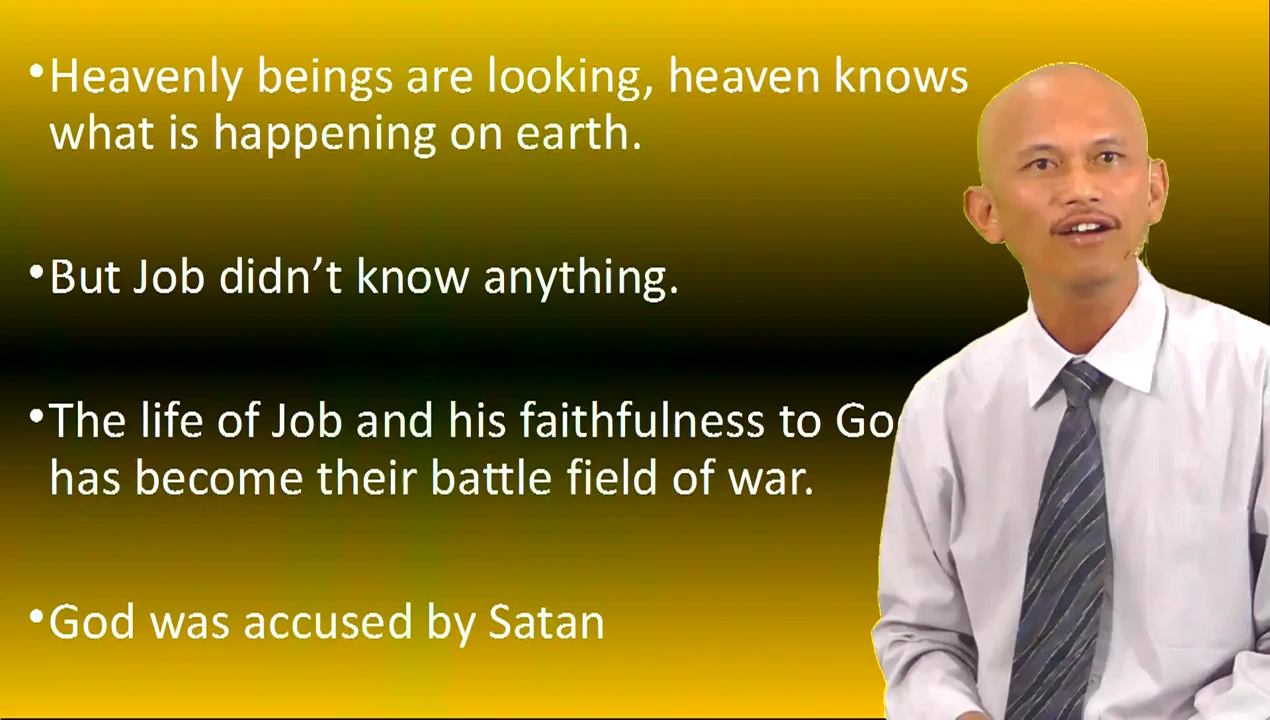 •Heavenly beings are looking, heaven knows
what is happening on earth.
•But Job didn't know anything.
•The life of Job and his faithfulness to Go
has become their battle field of war.
•God was accused by Satan